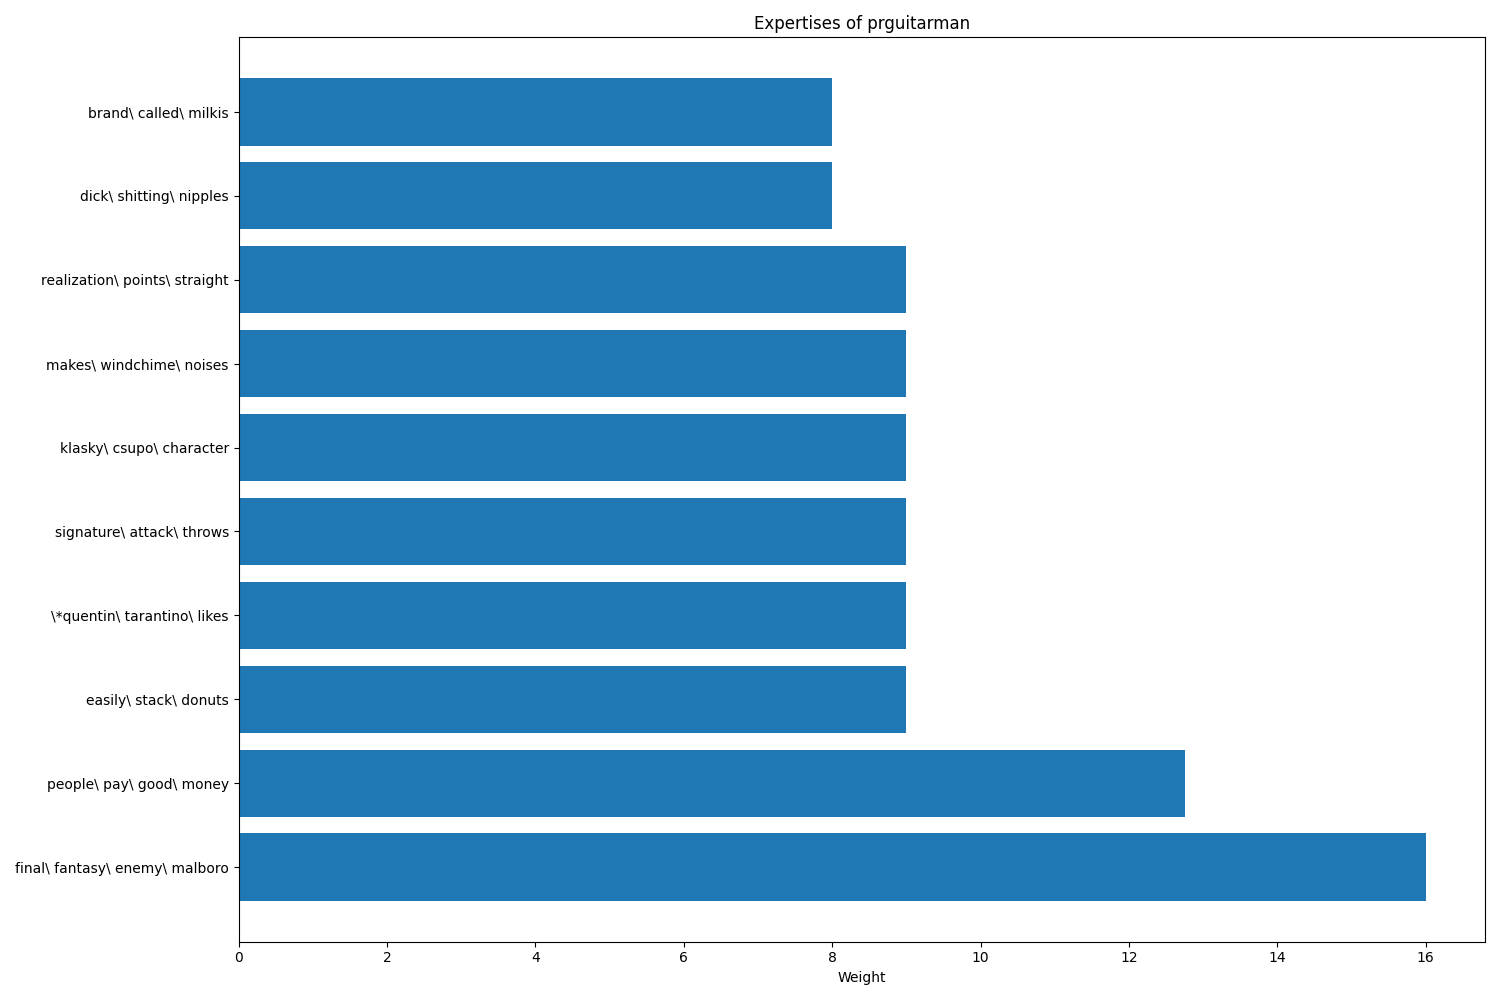 Expertises of prguitarman
brand\ called\ milkis
dick\ shitting\ nipples
realization\ points\ straight
makes\ windchime\ noises
klasky\ csupo\ character
signature\ attack\ throws
\*quentin\ tarantino\ likes
easily\ stack\ donuts
people\ pay\ good\ money
final\ fantasy\ enemy\ malboro
0 2 4 6 8 10 12 14 16
Weight